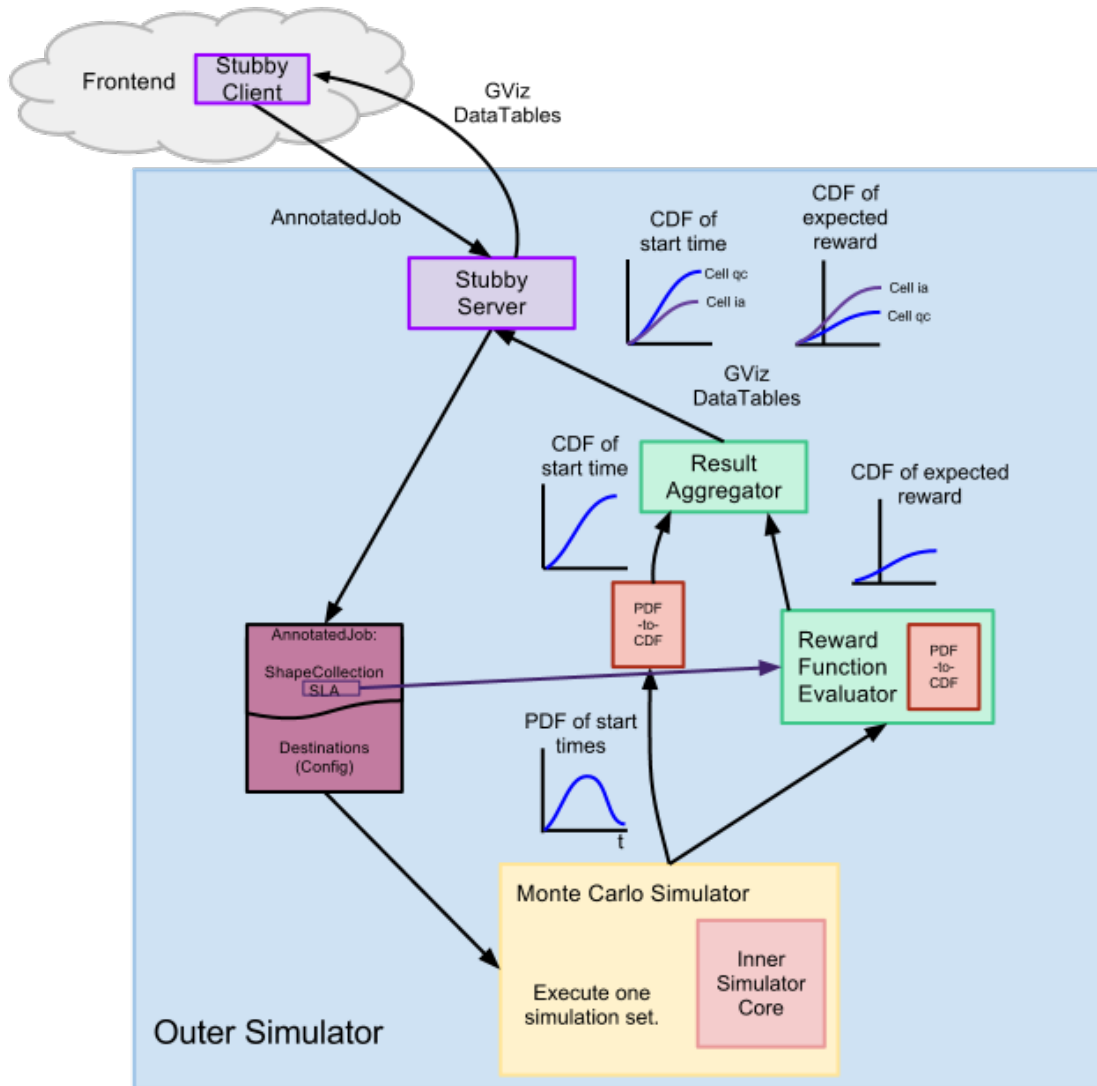 Frontend
Stubby
Client
GViz
DataTables
AnnotatedJob
Stubby
Server
CDF of
start time
Cell qc
Cell ia
CDF of
expected
reward
Cell ia
Cell qc
GViz
DataTables
CDF of
start time
Result
Aggregator
CDF of expected
reward
PDF
-to-
CDF
AnnotatedJob:
ShapeCollection
SLA
Destinations
(Config)
Reward
Function
Evaluator
PDF
-to-
CDF
PDF of start
times
t
Monte Carlo Simulator
Execute one
simulation set.
Inner
Simulator
Core
Outer Simulator